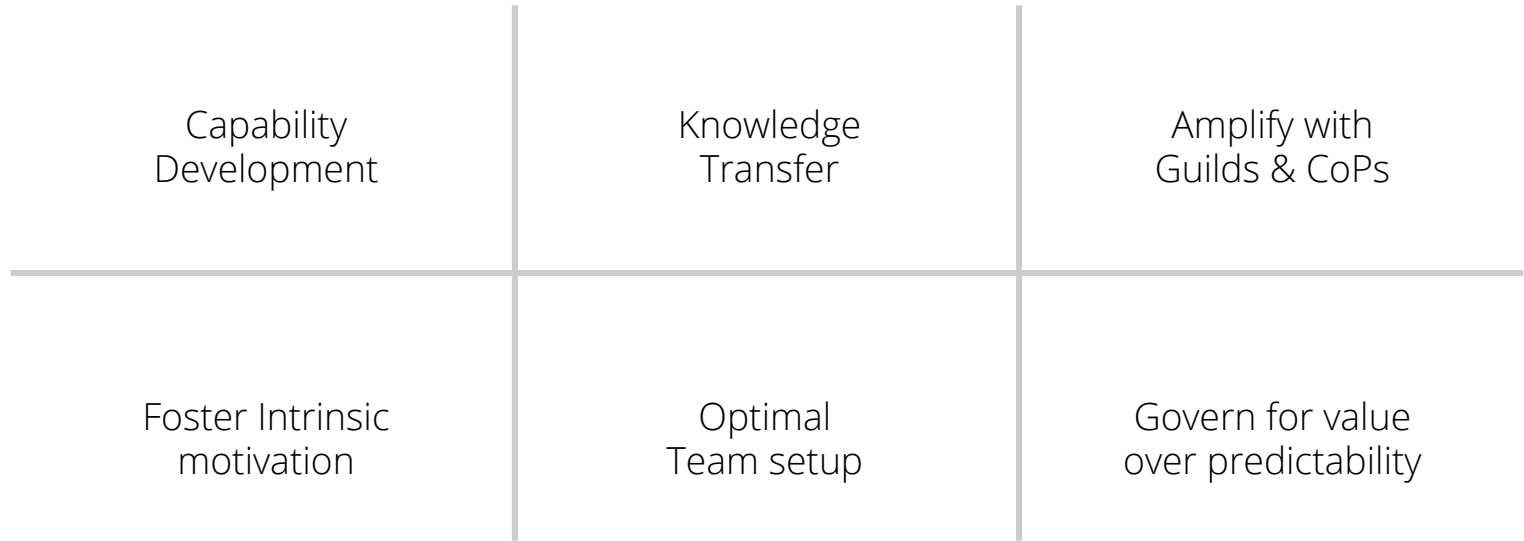 Capability
Development
Knowledge
Transfer
Amplify with
Guilds & CoPs
Foster Intrinsic
motivation
Optimal
Team setup
Govern for value
over predictability